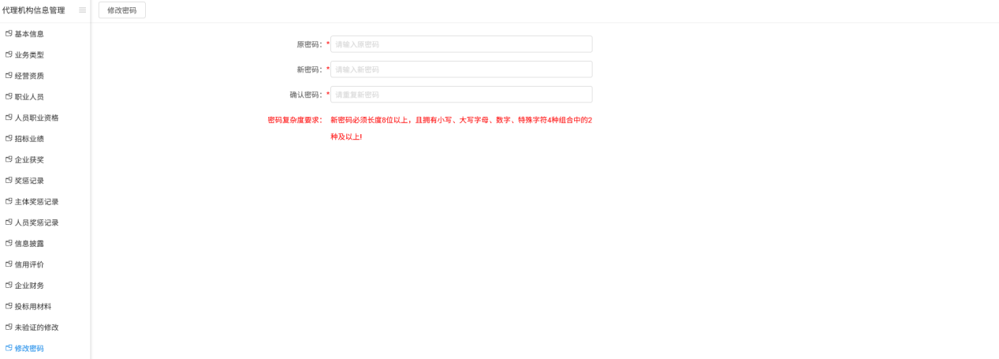 代理机构信息管理
修改密码
基本信息
业务类型
经营资质
职业人员
人员职业资格
招标业绩
企业获奖
奖惩记录
主体奖惩记录
人员奖惩记录
信息披露
信用评价
企业财务
投标用材料
未验证的修改
修改密码
原密码：* 请输入原密码
新密码：* 请输入新密码
确认密码：* 请重复新密码
密码复杂度要求： 新密码必须长度8位以上，且拥有小写、大写字母、数字、特殊字符4种组合中的2
种及以上!